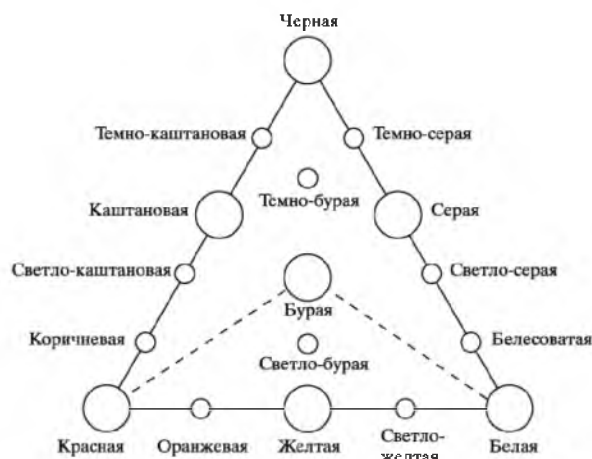 Черная
Темно-каштановая
Темно-серая
Темно-бурая
Каштановая
Серая
Светло-каштановая
Светло-серая
Бурая
Коричневая
Белесоватая
Светло-бурая
Красная
Оранжевая
Желтая
Светло-
желтая
Белая